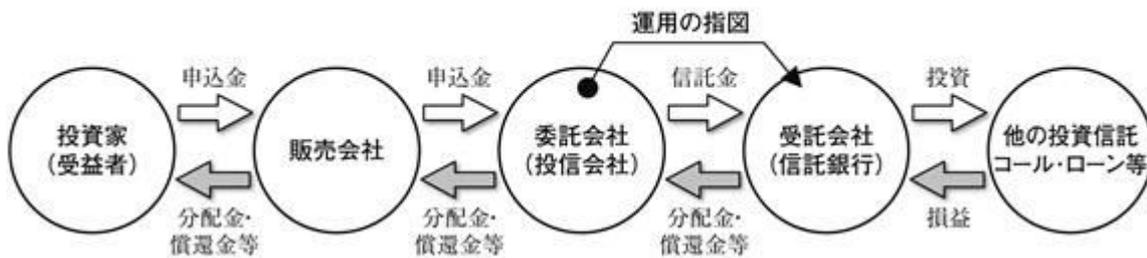 運用の指図
申込金
申込金
信託金
投資
投資家
(受益者)
販売会社
委託会社
(投信会社)
受託会社
(信託銀行)
他の投資信託
コール・ローン等
分配金・
償還金等
分配金・
償還金等
分配金・
償還金等
損益